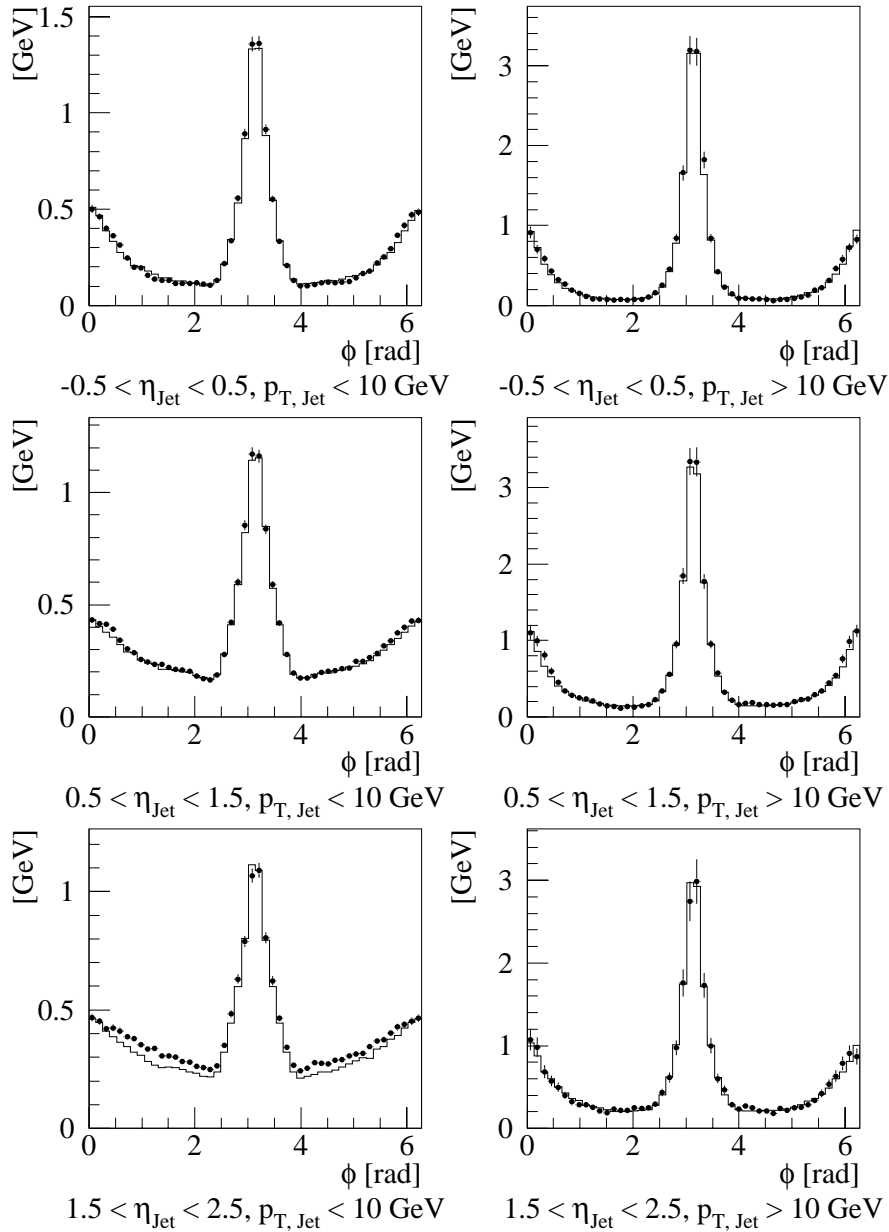 [GeV] [GeV]
1.5
1
0.5
0
3
2
1
0
0 2 4 6 0 2 4 6
ϕ [rad] ϕ [rad]
-0.5 < η_Jet < 0.5, p_T, Jet < 10 GeV -0.5 < η_Jet < 0.5, p_T, Jet > 10 GeV
[GeV] [GeV]
1
0.5
0
3
2
1
0
0 2 4 6 0 2 4 6
ϕ [rad] ϕ [rad]
0.5 < η_Jet < 1.5, p_T, Jet < 10 GeV 0.5 < η_Jet < 1.5, p_T, Jet > 10 GeV
[GeV] [GeV]
1
0.5
0
3
2
1
0
0 2 4 6 0 2 4 6
ϕ [rad] ϕ [rad]
1.5 < η_Jet < 2.5, p_T, Jet < 10 GeV 1.5 < η_Jet < 2.5, p_T, Jet > 10 GeV